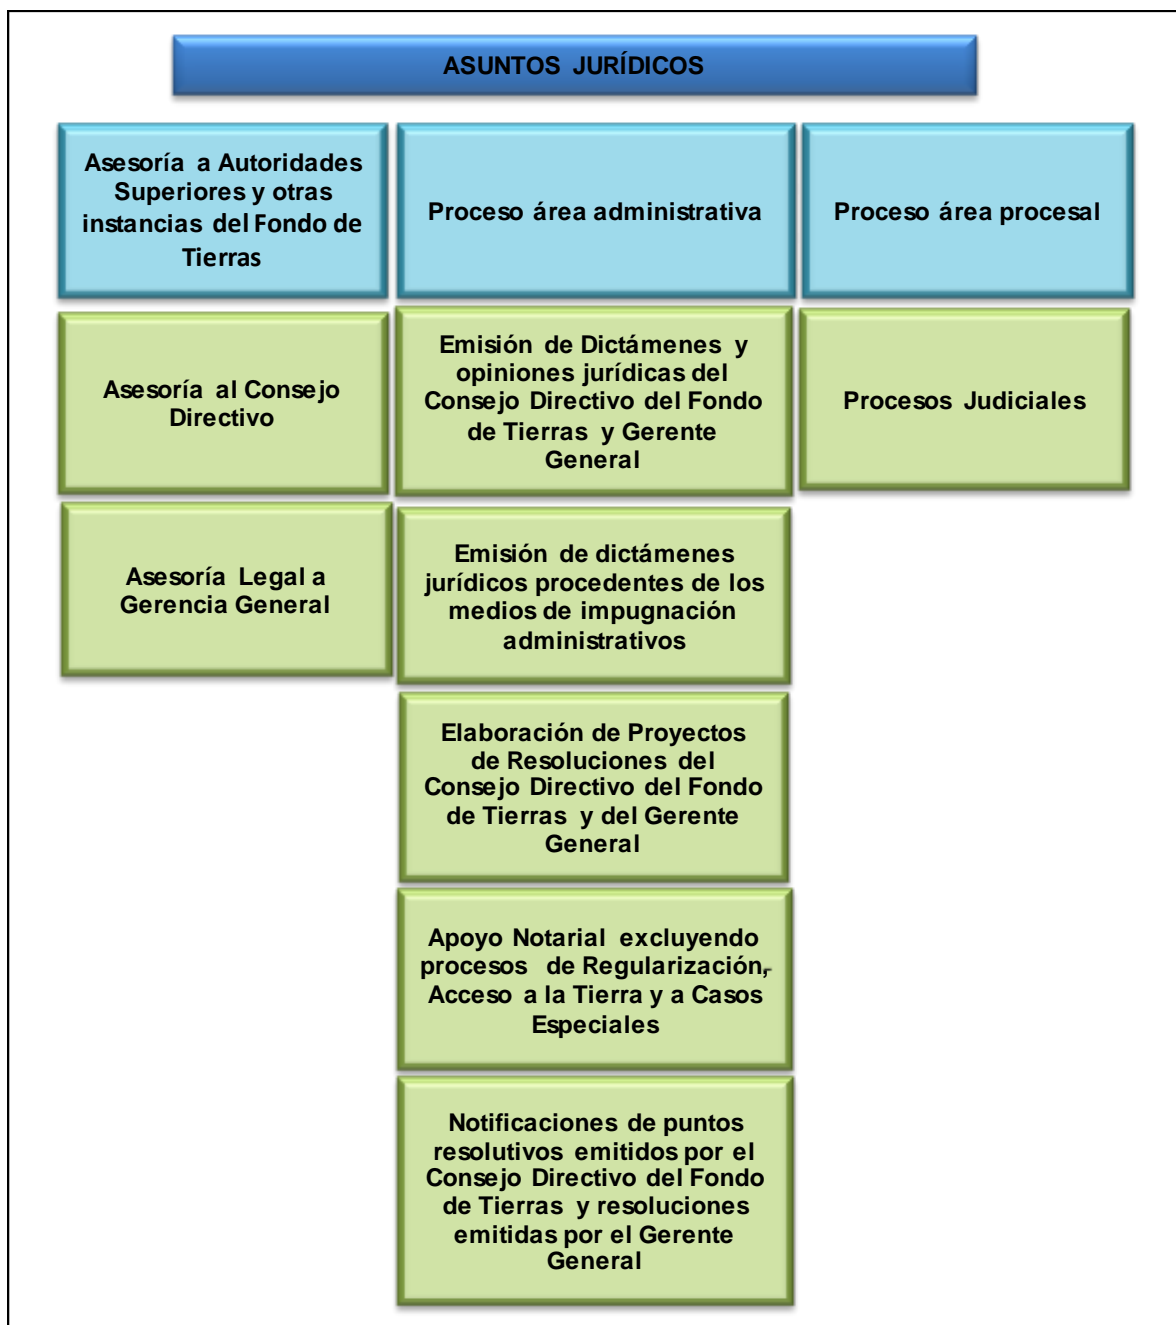 ASUNTOS JURÍDICOS
Asesoría a Autoridades
Superiores y otras
instancias del Fondo de
Tierras
Proceso área administrativa
Proceso área procesal
Asesoría al Consejo
Directivo
Emisión de Dictámenes y
opiniones jurídicas del
Consejo Directivo del Fondo
de Tierras y Gerente
General
Procesos Judiciales
Asesoría Legal a
Gerencia General
Emisión de dictámenes
jurídicos procedentes de los
medios de impugnación
administrativos
Elaboración de Proyectos
de Resoluciones del
Consejo Directivo del Fondo
de Tierras y del Gerente
General
Apoyo Notarial excluyendo
procesos de Regularización,
Acceso a la Tierra y a Casos
Especiales
Notificaciones de puntos
resolutivos emitidos por el
Consejo Directivo del Fondo
de Tierras y resoluciones
emitidas por el Gerente
General